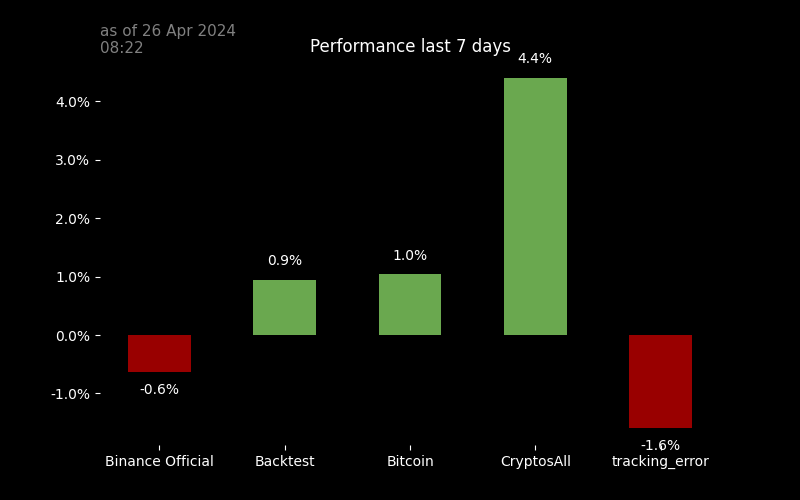 as of 26 Apr 2024
08:22
Performance last 7 days
4.4%
4.0%
3.0%
2.0%
1.0%
0.0%
-1.0%
-0.6%
0.9%
1.0%
-1.6%
Binance Official
Backtest
Bitcoin
CryptosAll
tracking_error